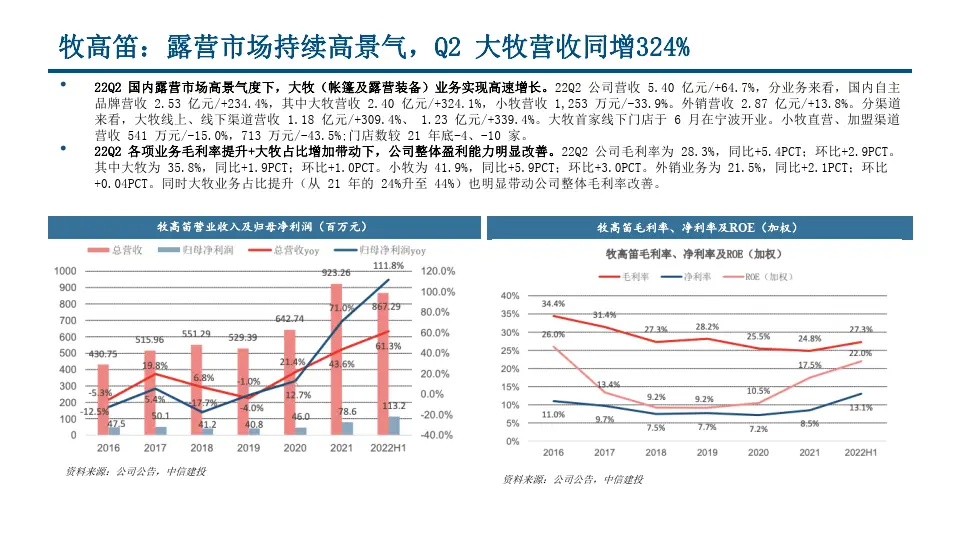 牧高笛：露营市场持续高景气，Q2 大牧营收同增324%
• 22Q2 国内露营市场高景气度下，大牧（帐篷及露营装备）业务实现高速增长。22Q2 公司营收 5.40 亿元/+64.7%，分业务来看，国内自主
品牌营收 2.53 亿元/+234.4%，其中大牧营收 2.40 亿元/+324.1%，小牧营收 1,253 万元/-33.9%。外销营收 2.87 亿元/+13.8%。分渠道
来看，大牧线上、线下渠道营收 1.18 亿元/+309.4%、 1.23 亿元/+339.4%。大牧首家线下门店于 6 月在宁波开业。小牧直营、加盟渠道
营收 541 万元/-15.0%，713 万元/-43.5%;门店数较 21 年底-4、-10 家。
• 22Q2 各项业务毛利率提升+大牧占比增加带动下，公司整体盈利能力明显改善。22Q2 公司毛利率为 28.3%，同比+5.4PCT；环比+2.9PCT。
其中大牧为 35.8%，同比+1.9PCT；环比+1.0PCT。小牧为 41.9%，同比+5.9PCT；环比+3.0PCT。外销业务为 21.5%，同比+2.1PCT；环比
+0.04PCT。同时大牧业务占比提升（从 21 年的 24%升至 44%）也明显带动公司整体毛利率改善。
牧高笛营业收入及归母净利润（百万元）
总营收 归母净利润 总营收yoy 归母净利润yoy
1000 900 800 700 600 500 400 300 200 100 0
120.0% 100.0% 80.0% 60.0% 40.0% 20.0% 0.0% -20.0% -40.0%
430.75 515.96 551.29 529.39 642.74 923.26 867.29
-5.3% 19.8% 6.8% -4.0% 21.4% 43.6% 61.3%
-12.5% 5.4% -17.7% -1.0% 12.7% 71.0% 111.8%
47.5 50.1 41.2 40.8 46.0 78.6 113.2
2016 2017 2018 2019 2020 2021 2022H1
资料来源：公司公告，中信建投
牧高笛毛利率、净利率及ROE（加权）
牧高笛毛利率、净利率及ROE（加权）
毛利率 净利率 ROE（加权）
40% 35% 30% 25% 20% 15% 10% 5% 0%
34.4% 31.4% 27.3% 28.2% 25.5% 24.8% 27.3%
26.0% 13.4% 9.2% 9.2% 10.5% 17.5% 22.0%
11.0% 9.7% 7.5% 7.7% 7.2% 8.5% 13.1%
2016 2017 2018 2019 2020 2021 2022H1
资料来源：公司公告，中信建投